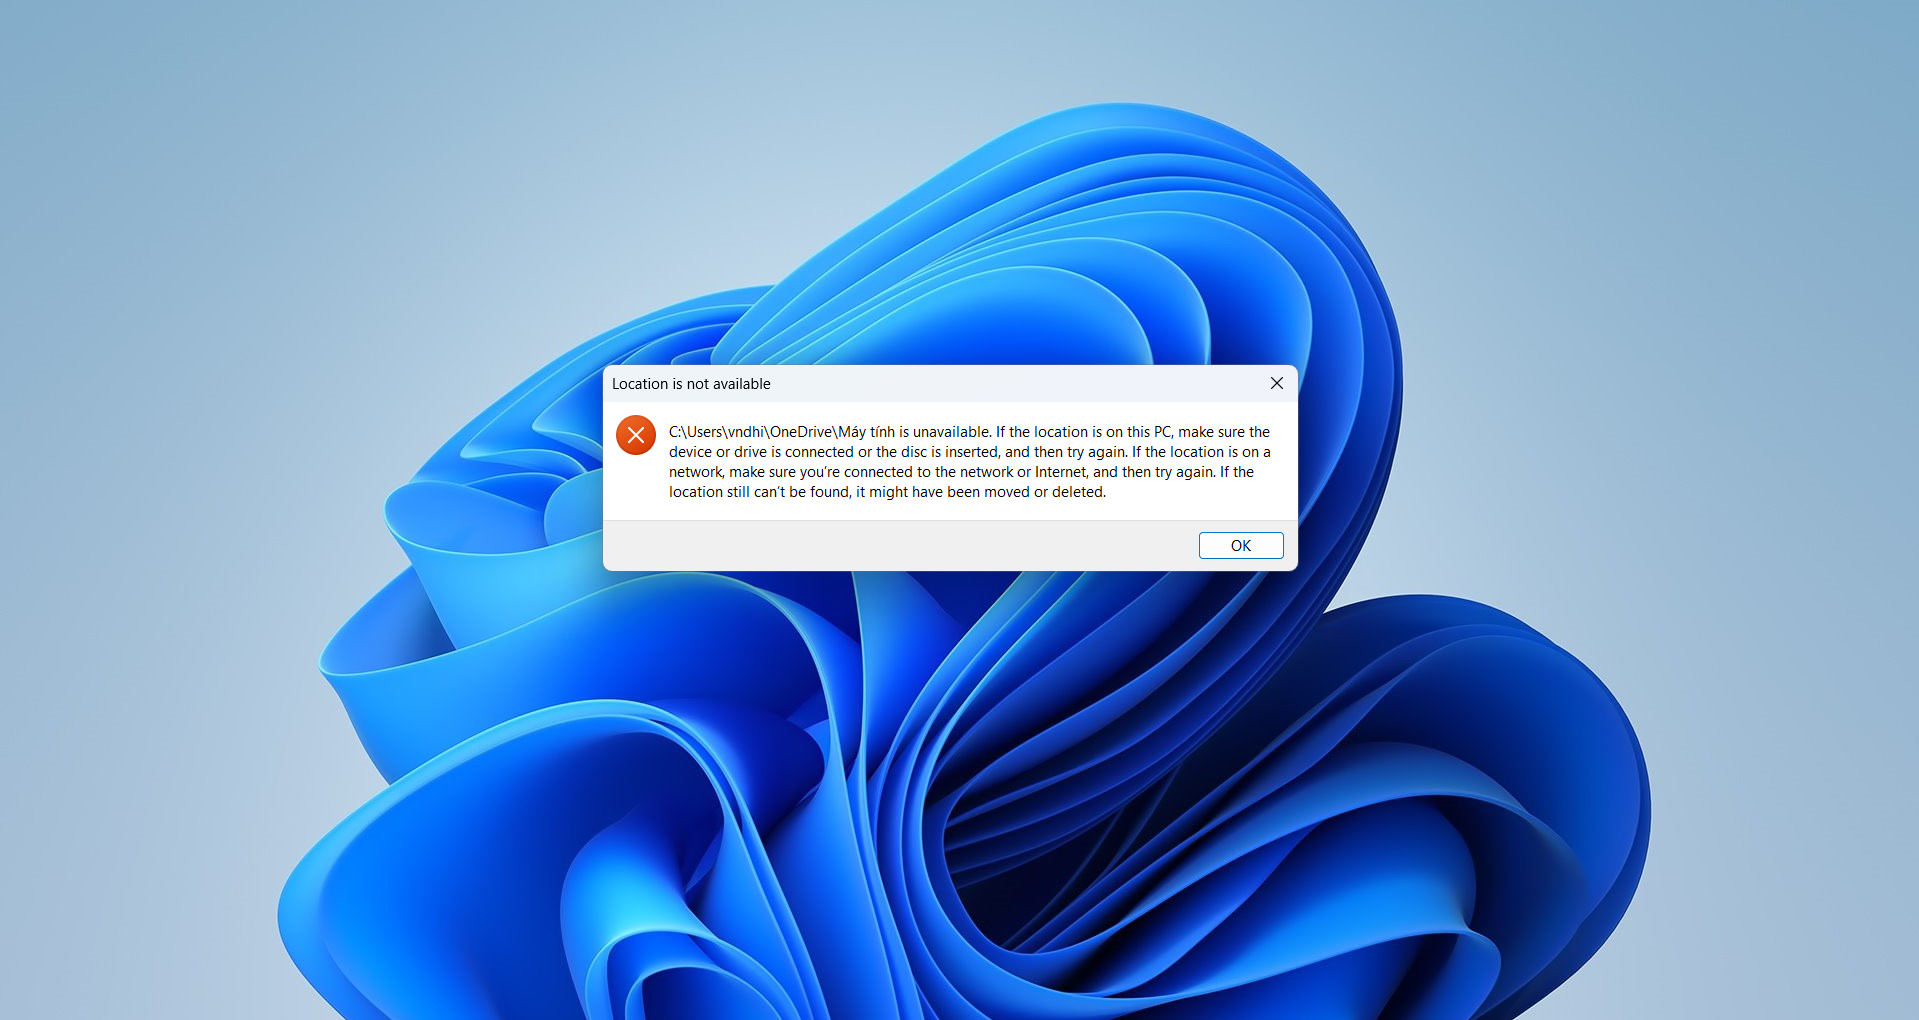 Location is not available
C:\Users\vndhi\OneDrive\Máy tính is unavailable. If the location is on this PC, make sure the
device or drive is connected or the disc is inserted, and then try again. If the location is on a
network, make sure you’re connected to the network or Internet, and then try again. If the
location still can’t be found, it might have been moved or deleted.
OK